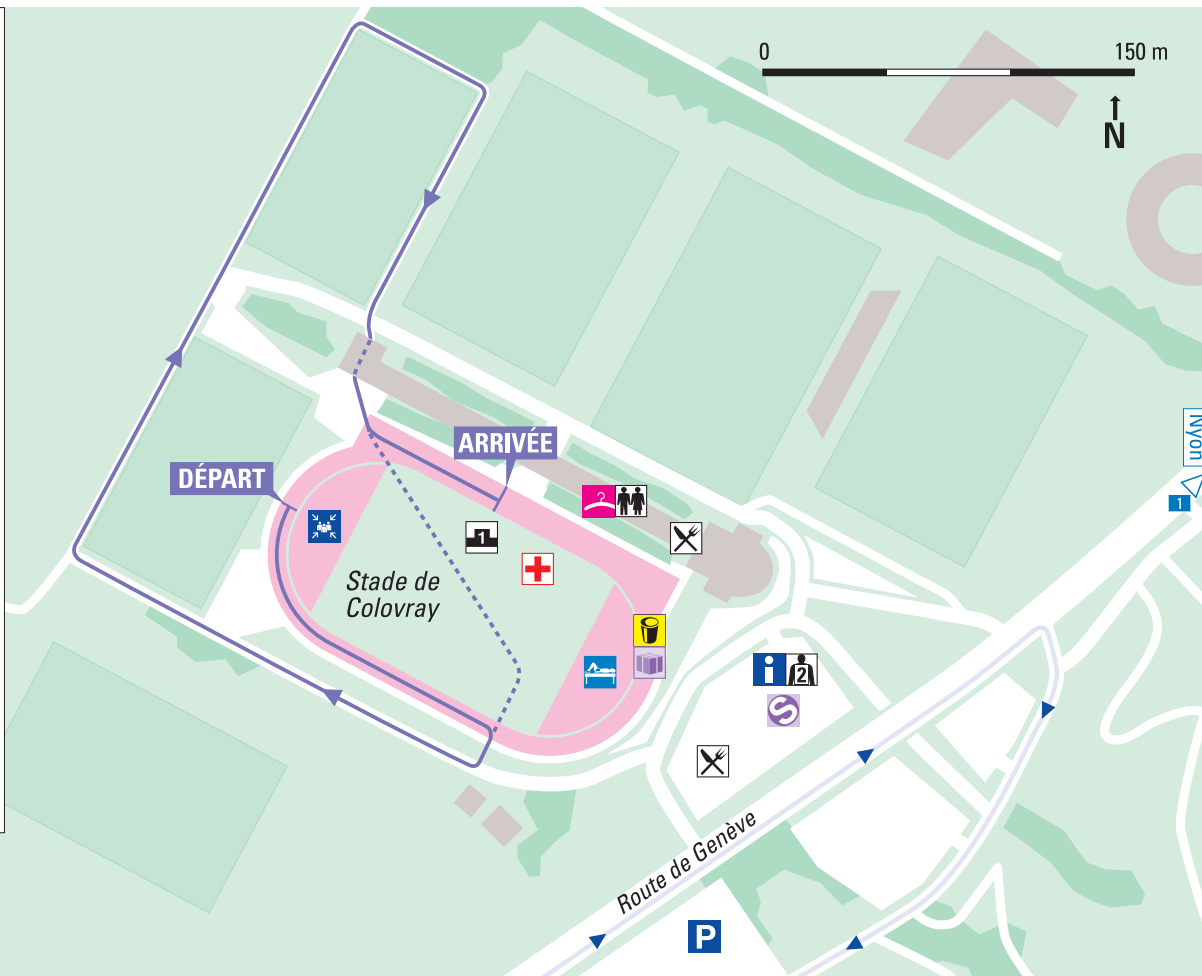 0 150 m
N
Nyon
1
ARRIVÉE
DÉPART
1
Stade de
Colovray
i 2
S
Route de Genève
P